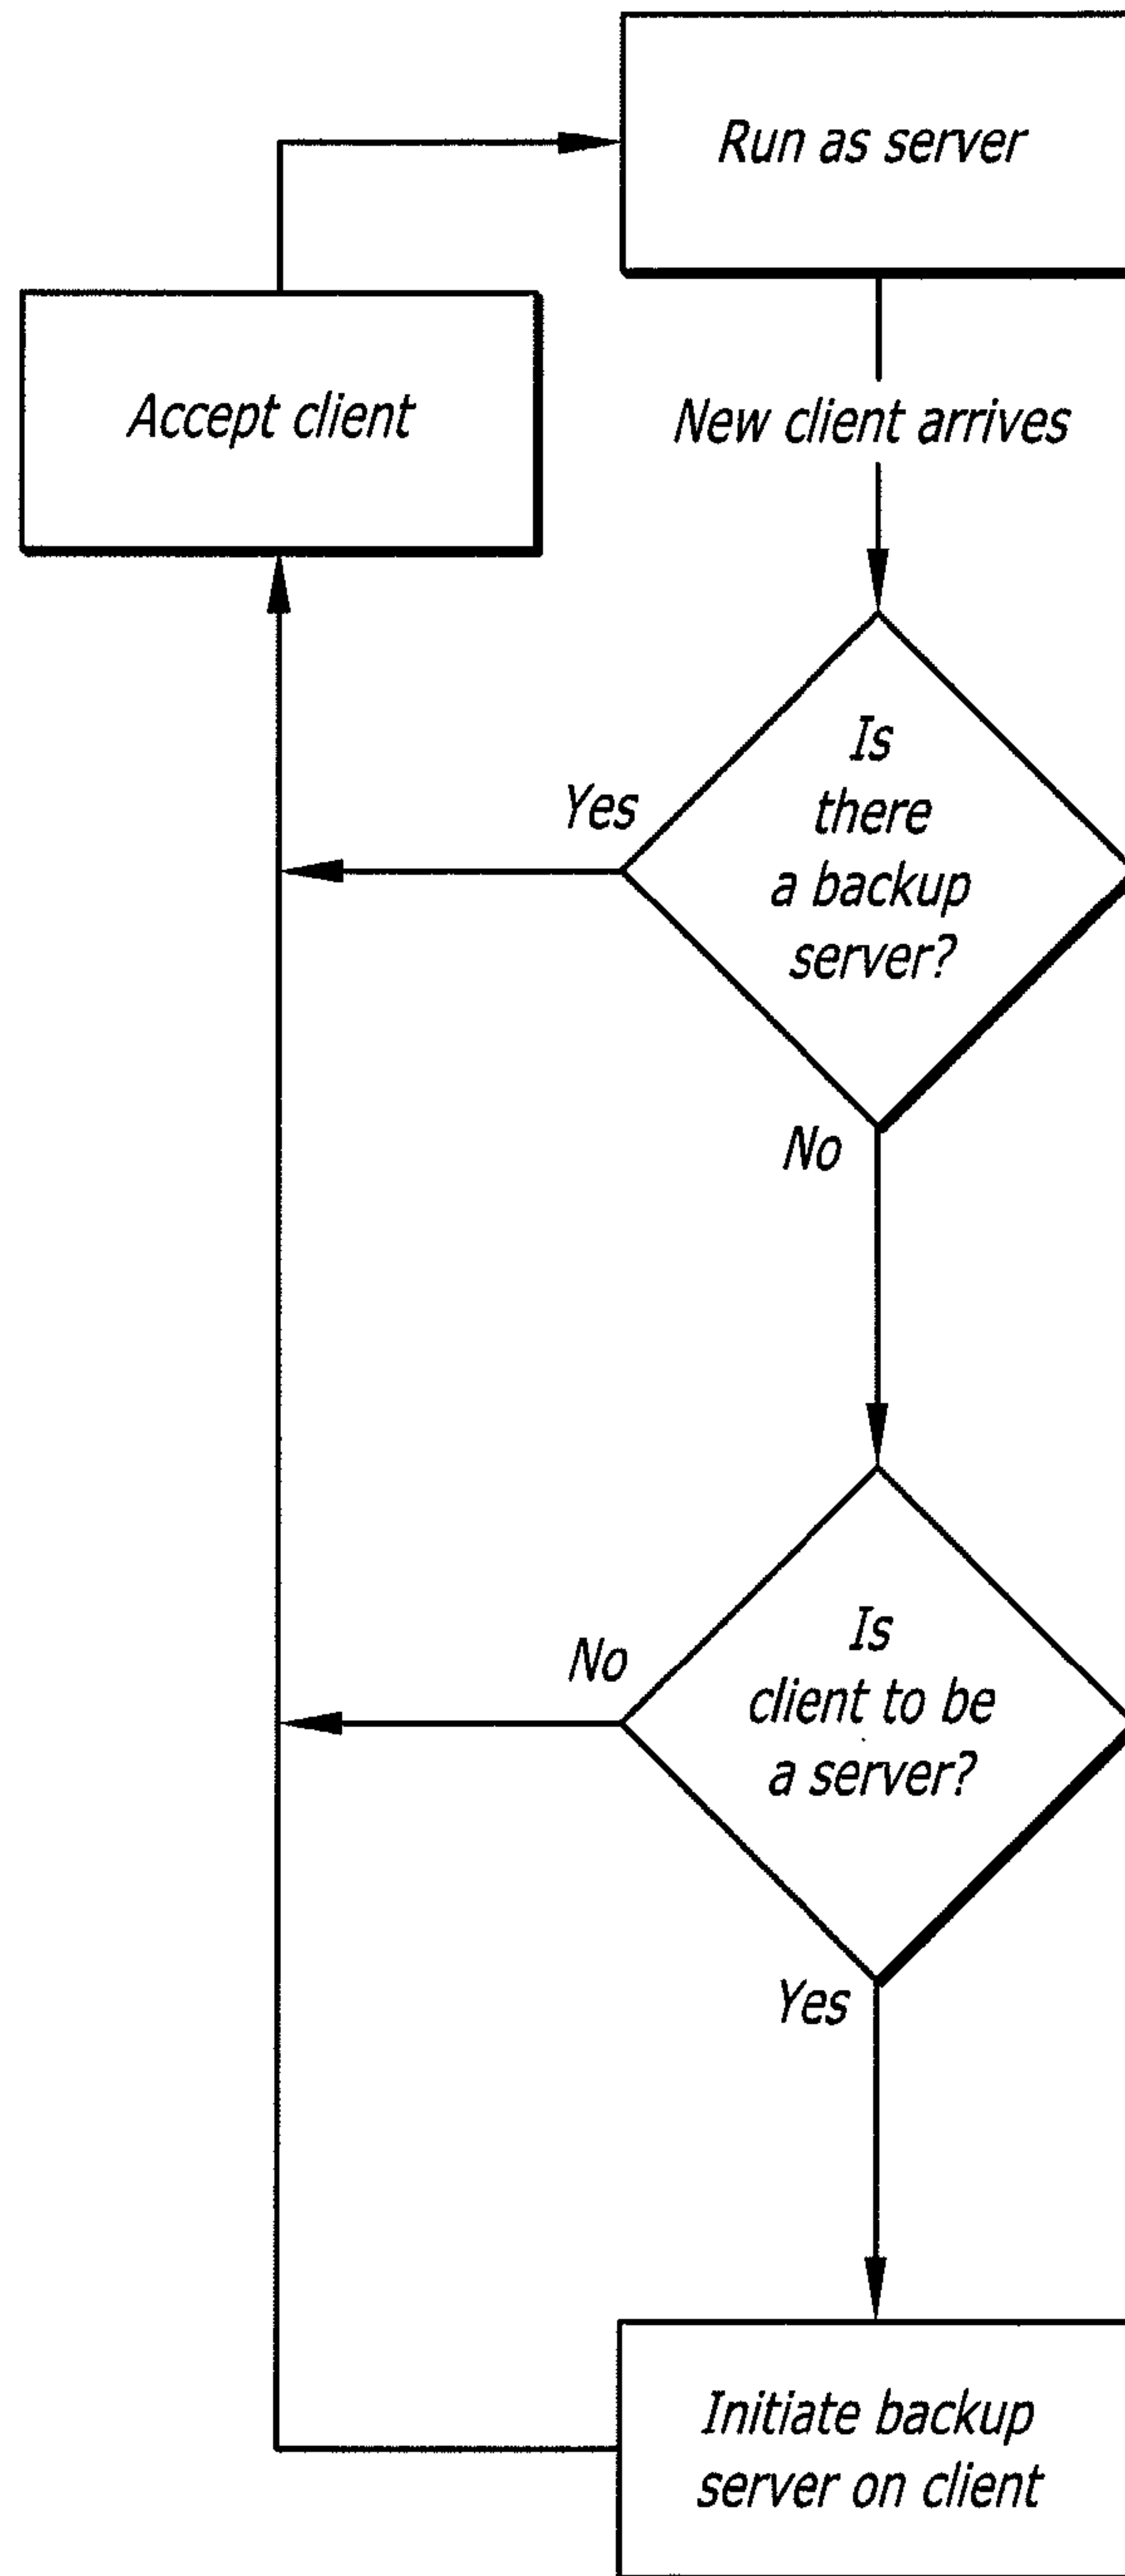 Run as server
Accept client
New client arrives
Is
there
a backup
server?
Yes
No
Is
client to be
a server?
No
Yes
Initiate backup
server on client